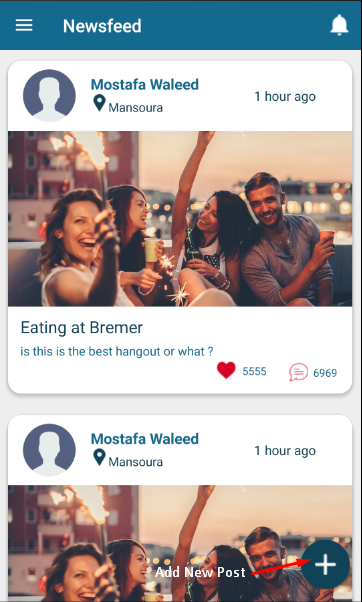 Newsfeed
Mostafa Waleed
Mansoura
1 hour ago
Eating at Bremer
is this is the best hangout or what ?
5555
6969
Mostafa Waleed
Mansoura
1 hour ago
Add New Post